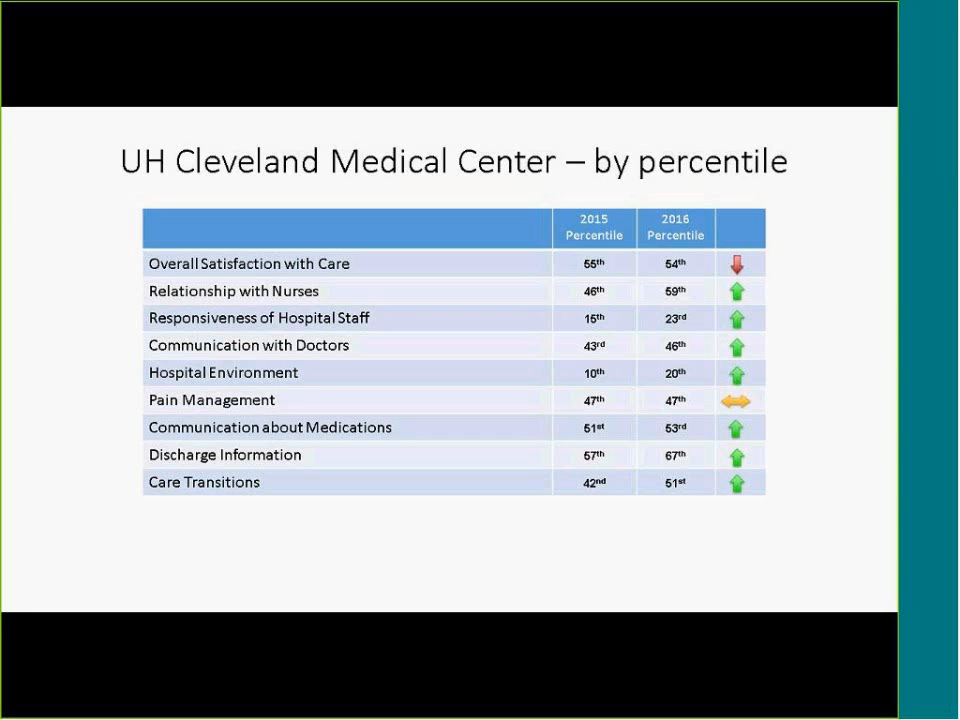 UH Cleveland Medical Center – by percentile
2015 Percentile 2016 Percentile
Overall Satisfaction with Care 55th 54th
Relationship with Nurses 46th 59th
Responsiveness of Hospital Staff 15th 23rd
Communication with Doctors 43rd 46th
Hospital Environment 10th 20th
Pain Management 47th 47th
Communication about Medications 51st 53rd
Discharge Information 57th 67th
Care Transitions 42nd 51st